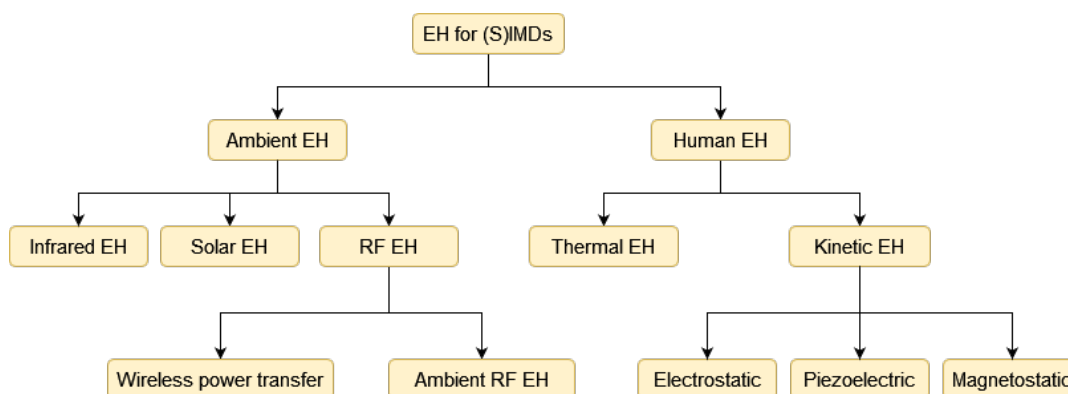 EH for (S)IMDs
Ambient EH
Human EH
Infrared EH
Solar EH
RF EH
Thermal EH
Kinetic EH
Wireless power transfer
Ambient RF EH
Electrostatic
Piezoelectric
Magnetostatic